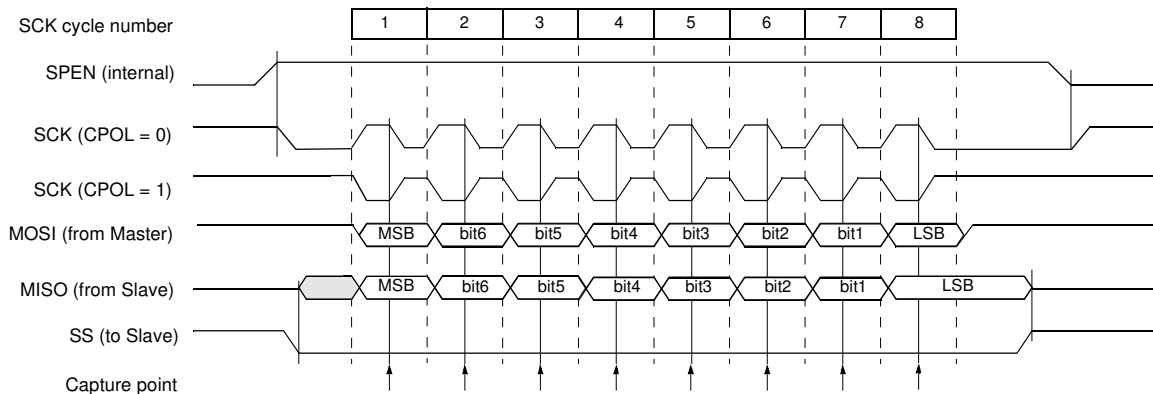 SCK cycle number 1 2 3 4 5 6 7 8
SPEN (internal)
SCK (CPOL = 0)
SCK (CPOL = 1)
MOSI (from Master) MSB bit6 bit5 bit4 bit3 bit2 bit1 LSB
MISO (from Slave) MSB bit6 bit5 bit4 bit3 bit2 bit1 LSB
SS (to Slave)
Capture point